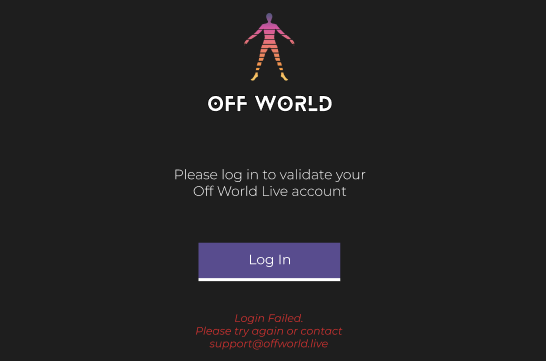 OFF WORLD
Please log in to validate your
Off World Live account
Log In
Login Failed.
Please try again or contact
support@offworld.live